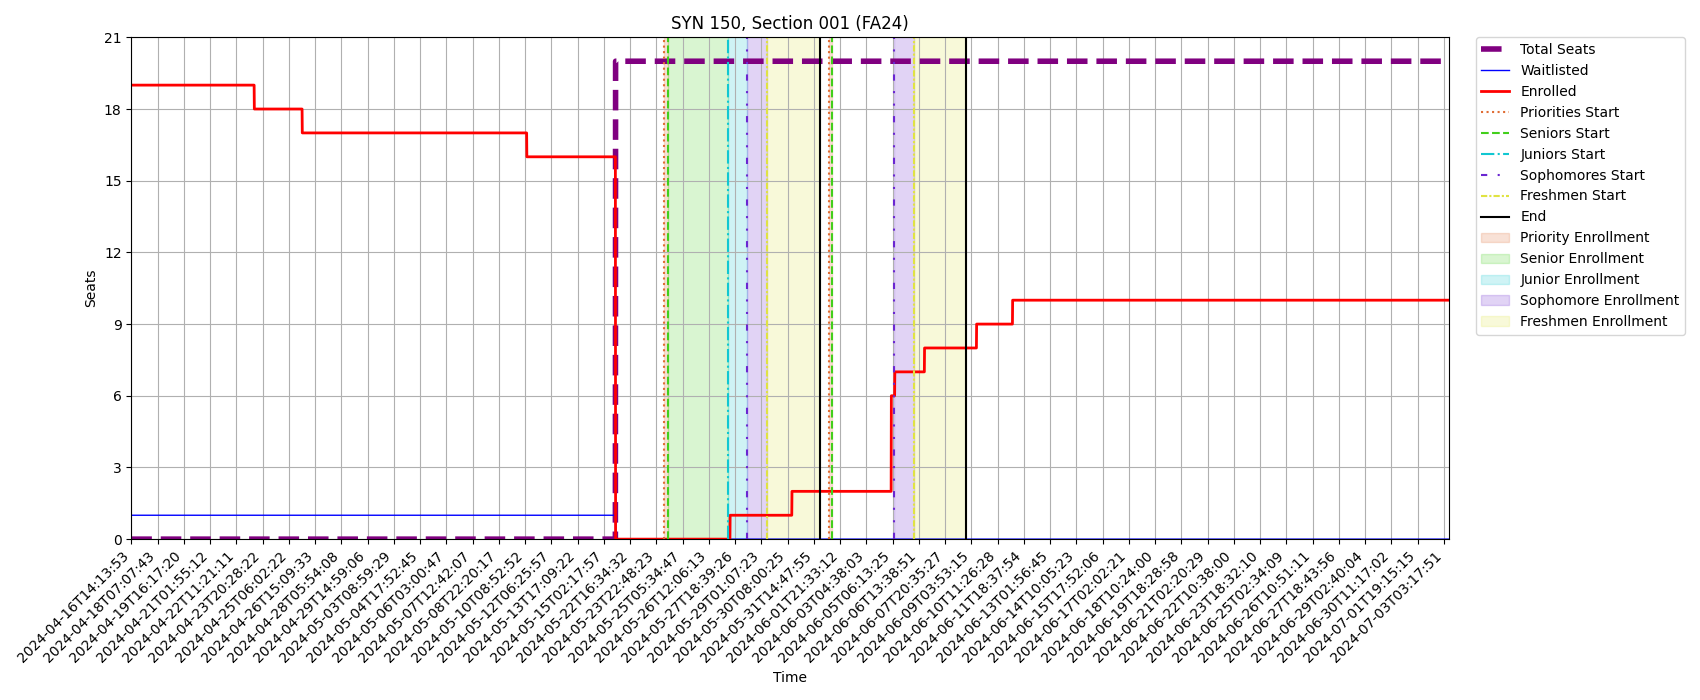 SYN 150, Section 001 (FA24)
21
18
15
12
9
6
3
0
Seats
2024-04-16T14:13:53
2024-04-18T07:07:43
2024-04-19T16:17:20
2024-04-21T01:55:12
2024-04-22T11:21:11
2024-04-23T20:28:22
2024-04-25T06:02:22
2024-04-26T15:09:33
2024-04-28T05:54:08
2024-04-29T14:59:06
2024-05-03T08:59:29
2024-05-04T17:52:45
2024-05-06T03:00:47
2024-05-07T12:42:07
2024-05-08T22:20:17
2024-05-10T08:52:52
2024-05-12T06:25:57
2024-05-13T17:09:22
2024-05-15T02:17:57
2024-05-22T16:34:32
2024-05-23T22:48:23
2024-05-25T05:34:47
2024-05-26T12:06:13
2024-05-27T18:39:26
2024-05-29T01:07:23
2024-05-30T08:00:25
2024-05-31T14:47:55
2024-06-01T21:33:12
2024-06-03T04:38:03
2024-06-05T06:13:25
2024-06-06T13:38:51
2024-06-07T20:35:27
2024-06-09T03:53:15
2024-06-10T11:26:28
2024-06-11T18:37:54
2024-06-13T01:56:45
2024-06-14T10:05:23
2024-06-15T17:52:06
2024-06-17T02:02:21
2024-06-18T10:24:00
2024-06-19T18:28:58
2024-06-21T02:20:29
2024-06-22T10:38:00
2024-06-23T18:32:10
2024-06-25T02:34:09
2024-06-26T10:51:11
2024-06-27T18:43:56
2024-06-29T02:40:04
2024-06-30T11:17:02
2024-07-01T19:15:15
2024-07-03T03:17:51
Time
Total Seats
Waitlisted
Enrolled
Priorities Start
Seniors Start
Juniors Start
Sophomores Start
Freshmen Start
End
Priority Enrollment
Senior Enrollment
Junior Enrollment
Sophomore Enrollment
Freshmen Enrollment